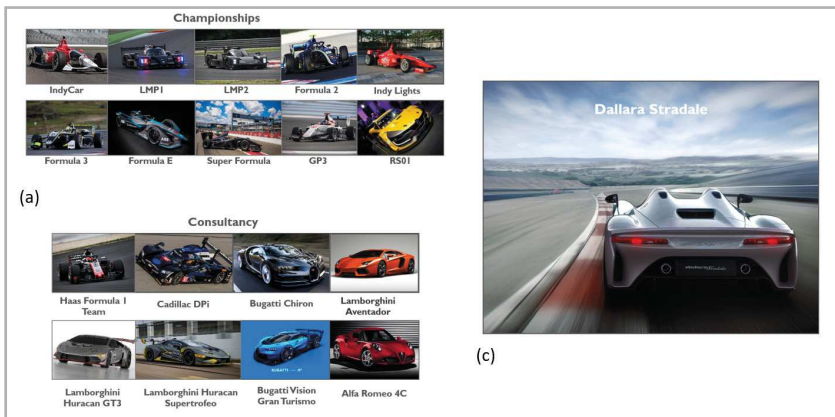 Championships
IndyCar
LMP1
LMP2
Formula 2
Indy Lights
Formula 3
Formula E
Super Formula
GP3
RS01
(a)
Consultancy
Haas Formula 1
Team
Cadillac DPi
Bugatti Chiron
Lamborghini
Aventador
Lamborghini
Huracan GT3
Lamborghini Huracan
Supertrofeo
BUGATTI
Bugatti Vision
Gran Turismo
Alfa Romeo 4C
Dallara Stradale
(c)